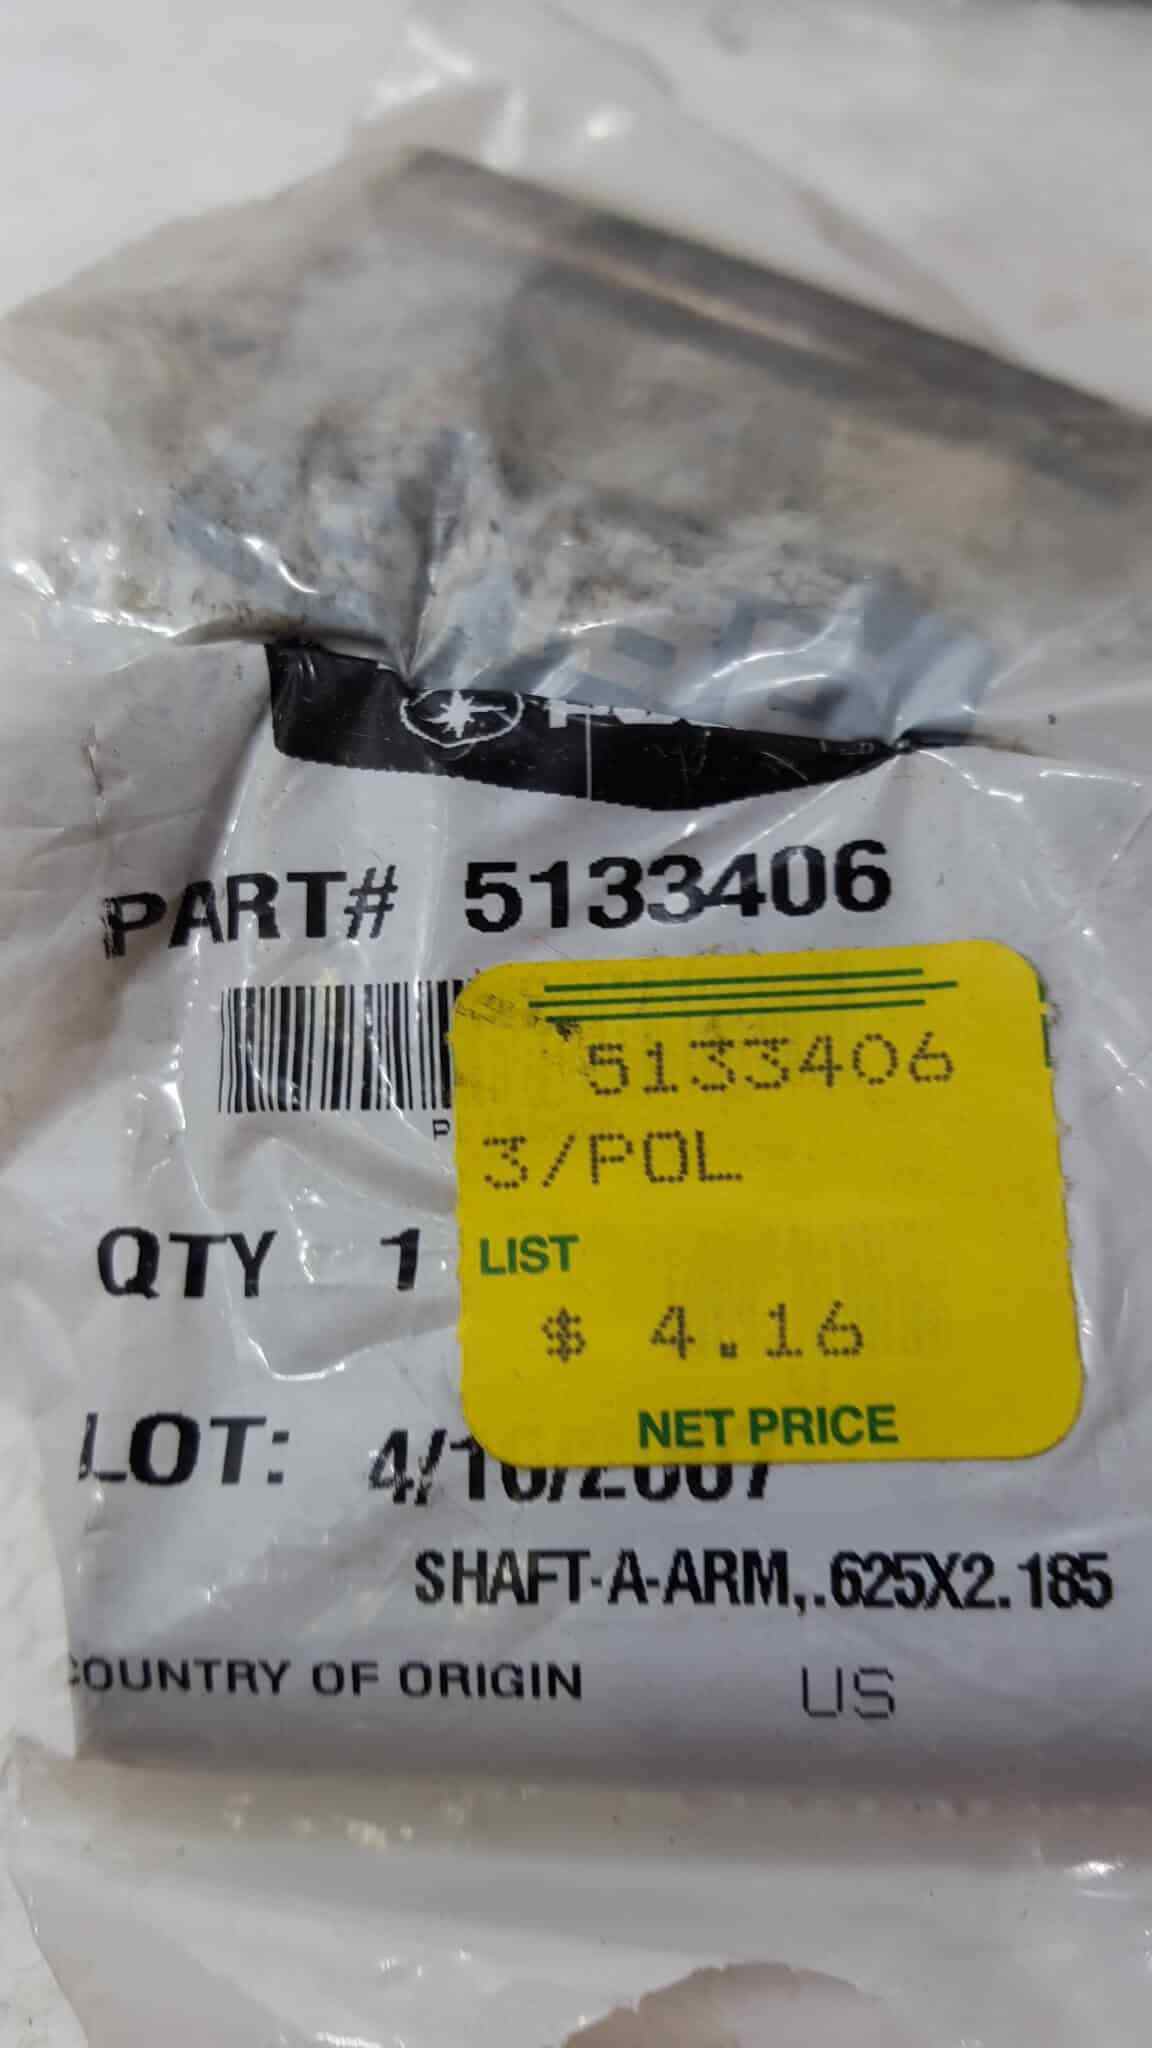 PART# 5133406
5133406
3/POL
P
QTY 1
LIST
$ 4.16
NET PRICE
LOT:
SHAFT-A-ARM,.625X2.185
COUNTRY OF ORIGIN US